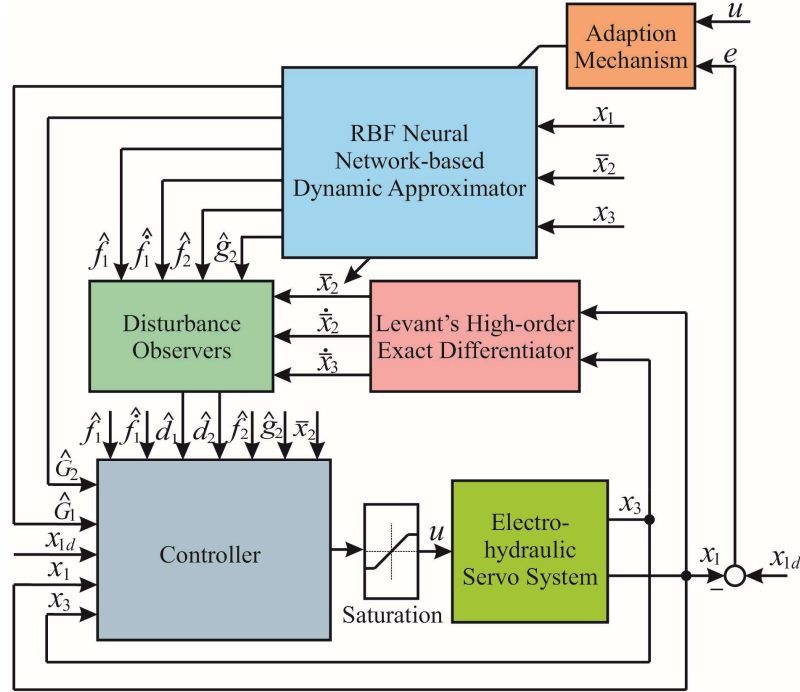 u
Adaption
Mechanism
e
RBF Neural
Network-based
Dynamic Approximator
x₁
x̄₂
x₃
f̂₁ f̂̇₁ f̂₂ ĝ₂
Disturbance
Observers
x̄₂
x̄̇₂
x̄̇₃
Levant's High-order
Exact Differentiator
f̂₁ f̂̇₁ d̂₁ d̂₂ f̂₂ ĝ₂ x̄₂
Ĝ₂
Ĝ₁
x₁d
x₁
x₃
Controller
Saturation
u
Electro-
hydraulic
Servo System
x₃
x₁
−
x₁d